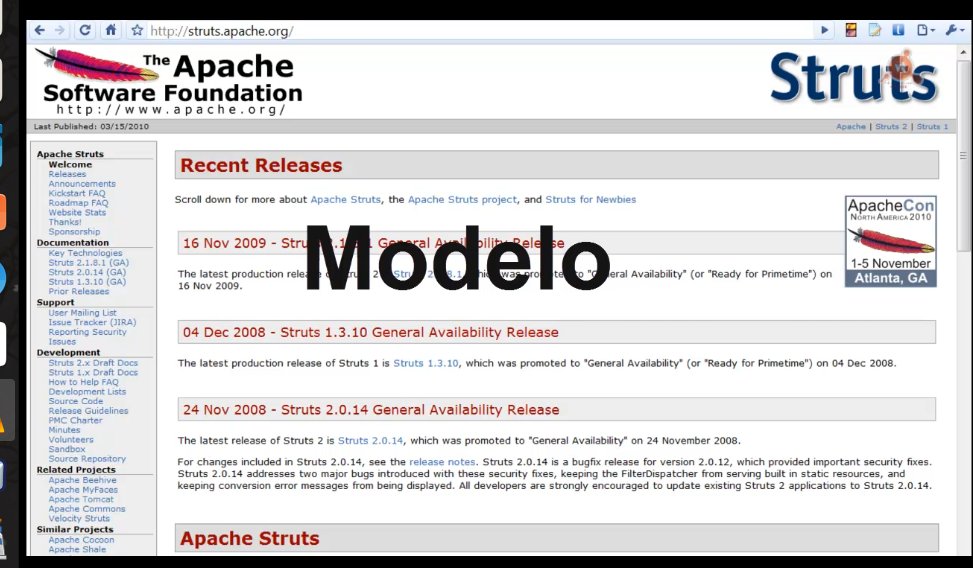 http://struts.apache.org/
The Apache
Software Foundation
http://www.apache.org/
Struts
Last Published: 03/15/2010
Apache | Struts 2 | Struts 1
Apache Struts
Welcome
Releases
Announcements
Kickstart FAQ
Roadmap FAQ
Website Stats
Thanks!
Sponsorship
Documentation
Key Technologies
Struts 2.1.8.1 (GA)
Struts 2.0.14 (GA)
Struts 1.3.10 (GA)
Prior Releases
Support
User Mailing List
Issue Tracker (JIRA)
Reporting Security
Issues
Development
Struts 2.x Draft Docs
Struts 1.x Draft Docs
How to Help FAQ
Development Lists
Source Code
Release Guidelines
PMC Charter
Minutes
Volunteers
Sandbox
Source Repository
Related Projects
Apache Beehive
Apache MyFaces
Apache Tomcat
Apache Commons
Velocity Struts
Similar Projects
Apache Cocoon
Apache Shale
Recent Releases
Scroll down for more about Apache Struts, the Apache Struts project, and Struts for Newbies
ApacheCon
NORTH AMERICA 2010
1-5 November
Atlanta, GA
Modelo
16 Nov 2009 - General Availability Release
The latest production which was "General Availability" (or "Ready for Primetime") on
16 Nov 2009.
04 Dec 2008 - Struts 1.3.10 General Availability Release
The latest production release of Struts 1 is Struts 1.3.10, which was promoted to "General Availability" (or "Ready for Primetime") on 04 Dec 2008.
24 Nov 2008 - Struts 2.0.14 General Availability Release
The latest release of Struts 2 is Struts 2.0.14, which was promoted to "General Availability" on 24 November 2008.
For changes included in Struts 2.0.14, see the release notes. Struts 2.0.14 is a bugfix release for version 2.0.12, which provided important security fixes.
Struts 2.0.14 addresses two major bugs introduced with these security fixes, keeping the FilterDispatcher from serving built in static resources, and
keeping conversion error messages from being displayed. All developers are strongly encouraged to update existing Struts 2 applications to Struts 2.0.14.
Apache Struts